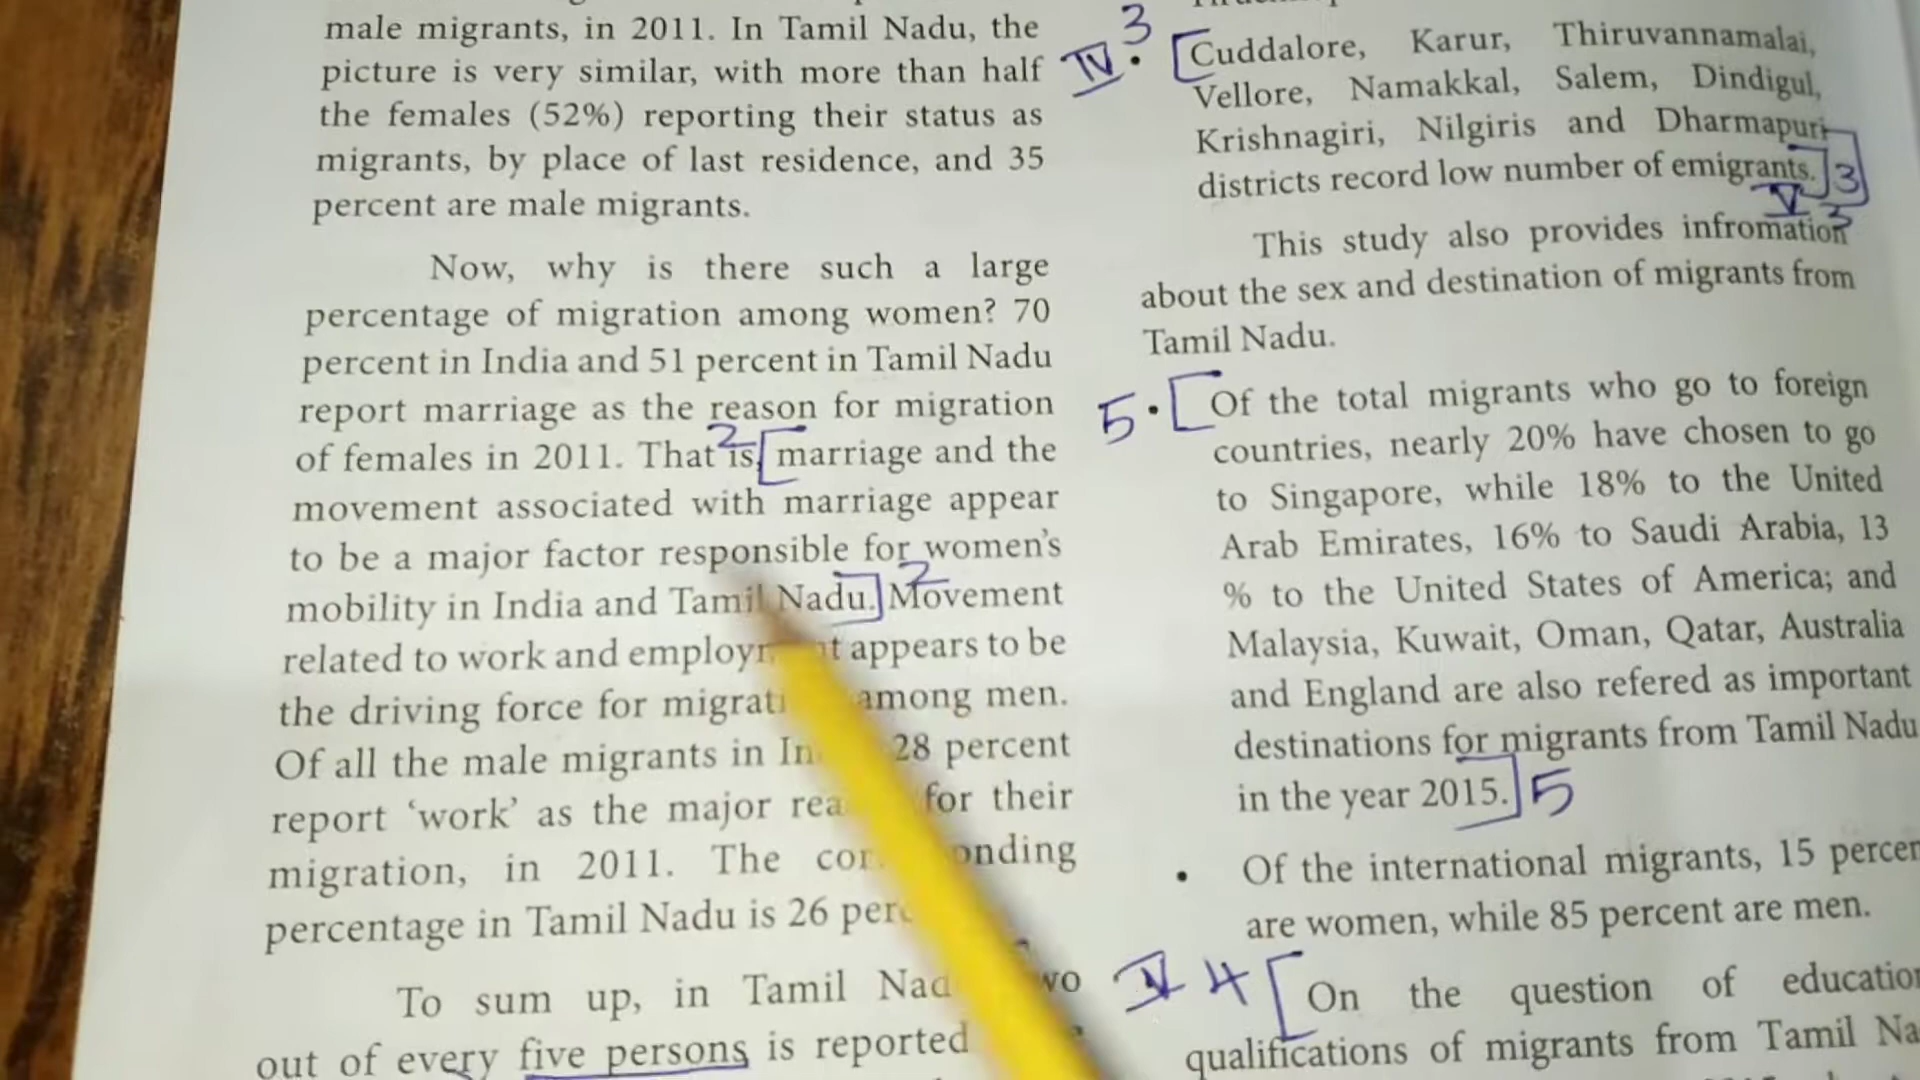 male migrants, in 2011. In Tamil Nadu, the
picture is very similar, with more than half
the females (52%) reporting their status as
migrants, by place of last residence, and 35
percent are male migrants.
Now, why is there such a large
percentage of migration among women? 70
percent in India and 51 percent in Tamil Nadu
report marriage as the reason for migration
of females in 2011. That is, marriage and the
movement associated with marriage appear
to be a major factor responsible for women's
mobility in India and Tamil Nadu. Movement
related to work and employ t appears to be
the driving force for migrati among men.
Of all the male migrants in In 28 percent
report 'work' as the major rea for their
migration, in 2011. The cor onding
percentage in Tamil Nadu is 26 perc
To sum up, in Tamil Nad wo
out of every five persons is reported
IV 3
• Cuddalore, Karur, Thiruvannamalai,
Vellore, Namakkal, Salem, Dindigul,
Krishnagiri, Nilgiris and Dharmapuri
districts record low number of emigrants. 3
V 3
This study also provides infromation
about the sex and destination of migrants from
Tamil Nadu.
5 • Of the total migrants who go to foreign
countries, nearly 20% have chosen to go
to Singapore, while 18% to the United
Arab Emirates, 16% to Saudi Arabia, 13
% to the United States of America; and
Malaysia, Kuwait, Oman, Qatar, Australia
and England are also refered as important
destinations for migrants from Tamil Nadu
in the year 2015. 5
• Of the international migrants, 15 percen
are women, while 85 percent are men.
V 4 On the question of education
qualifications of migrants from Tamil Na